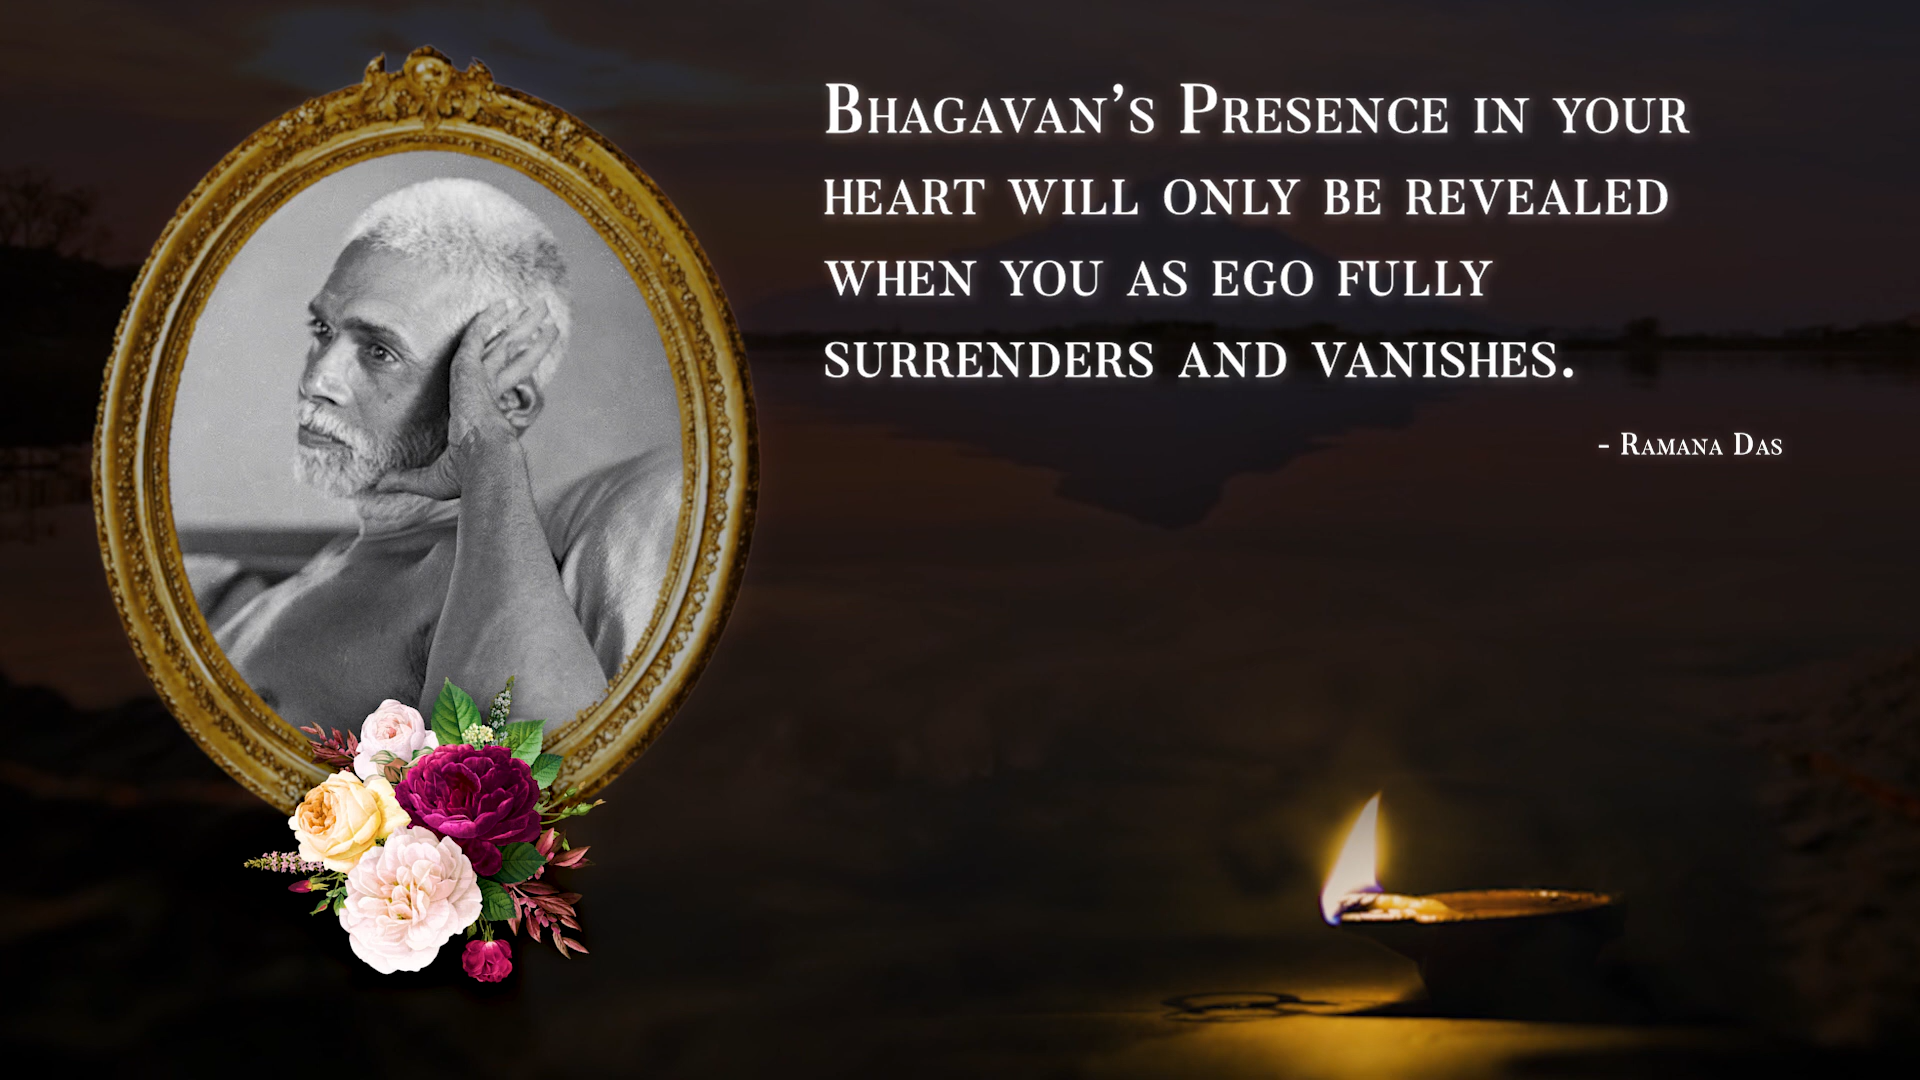 Bhagavan's Presence in your
heart will only be revealed
when you as ego fully
surrenders and vanishes.
- Ramana Das